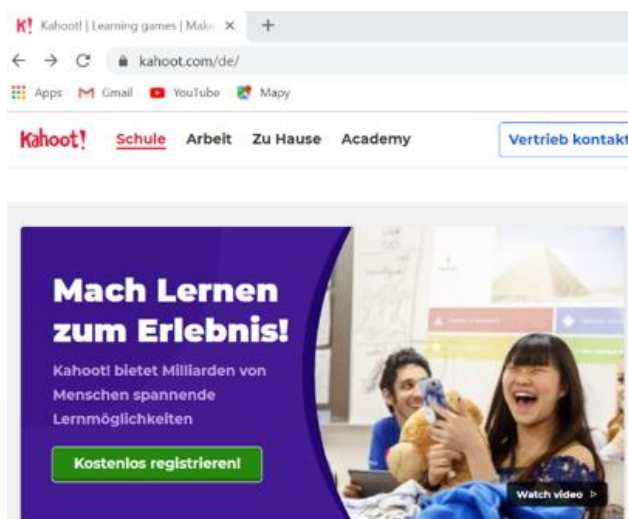 K! Kahoot! | Learning games | Make
kahoot.com/de/
Apps Gmail YouTube Mapy
Kahoot! Schule Arbeit Zu Hause Academy Vertrieb kontakt
Mach Lernen
zum Erlebnis!
Kahoot! bietet Milliarden von
Menschen spannende
Lernmöglichkeiten
Kostenlos registrieren!
Watch video